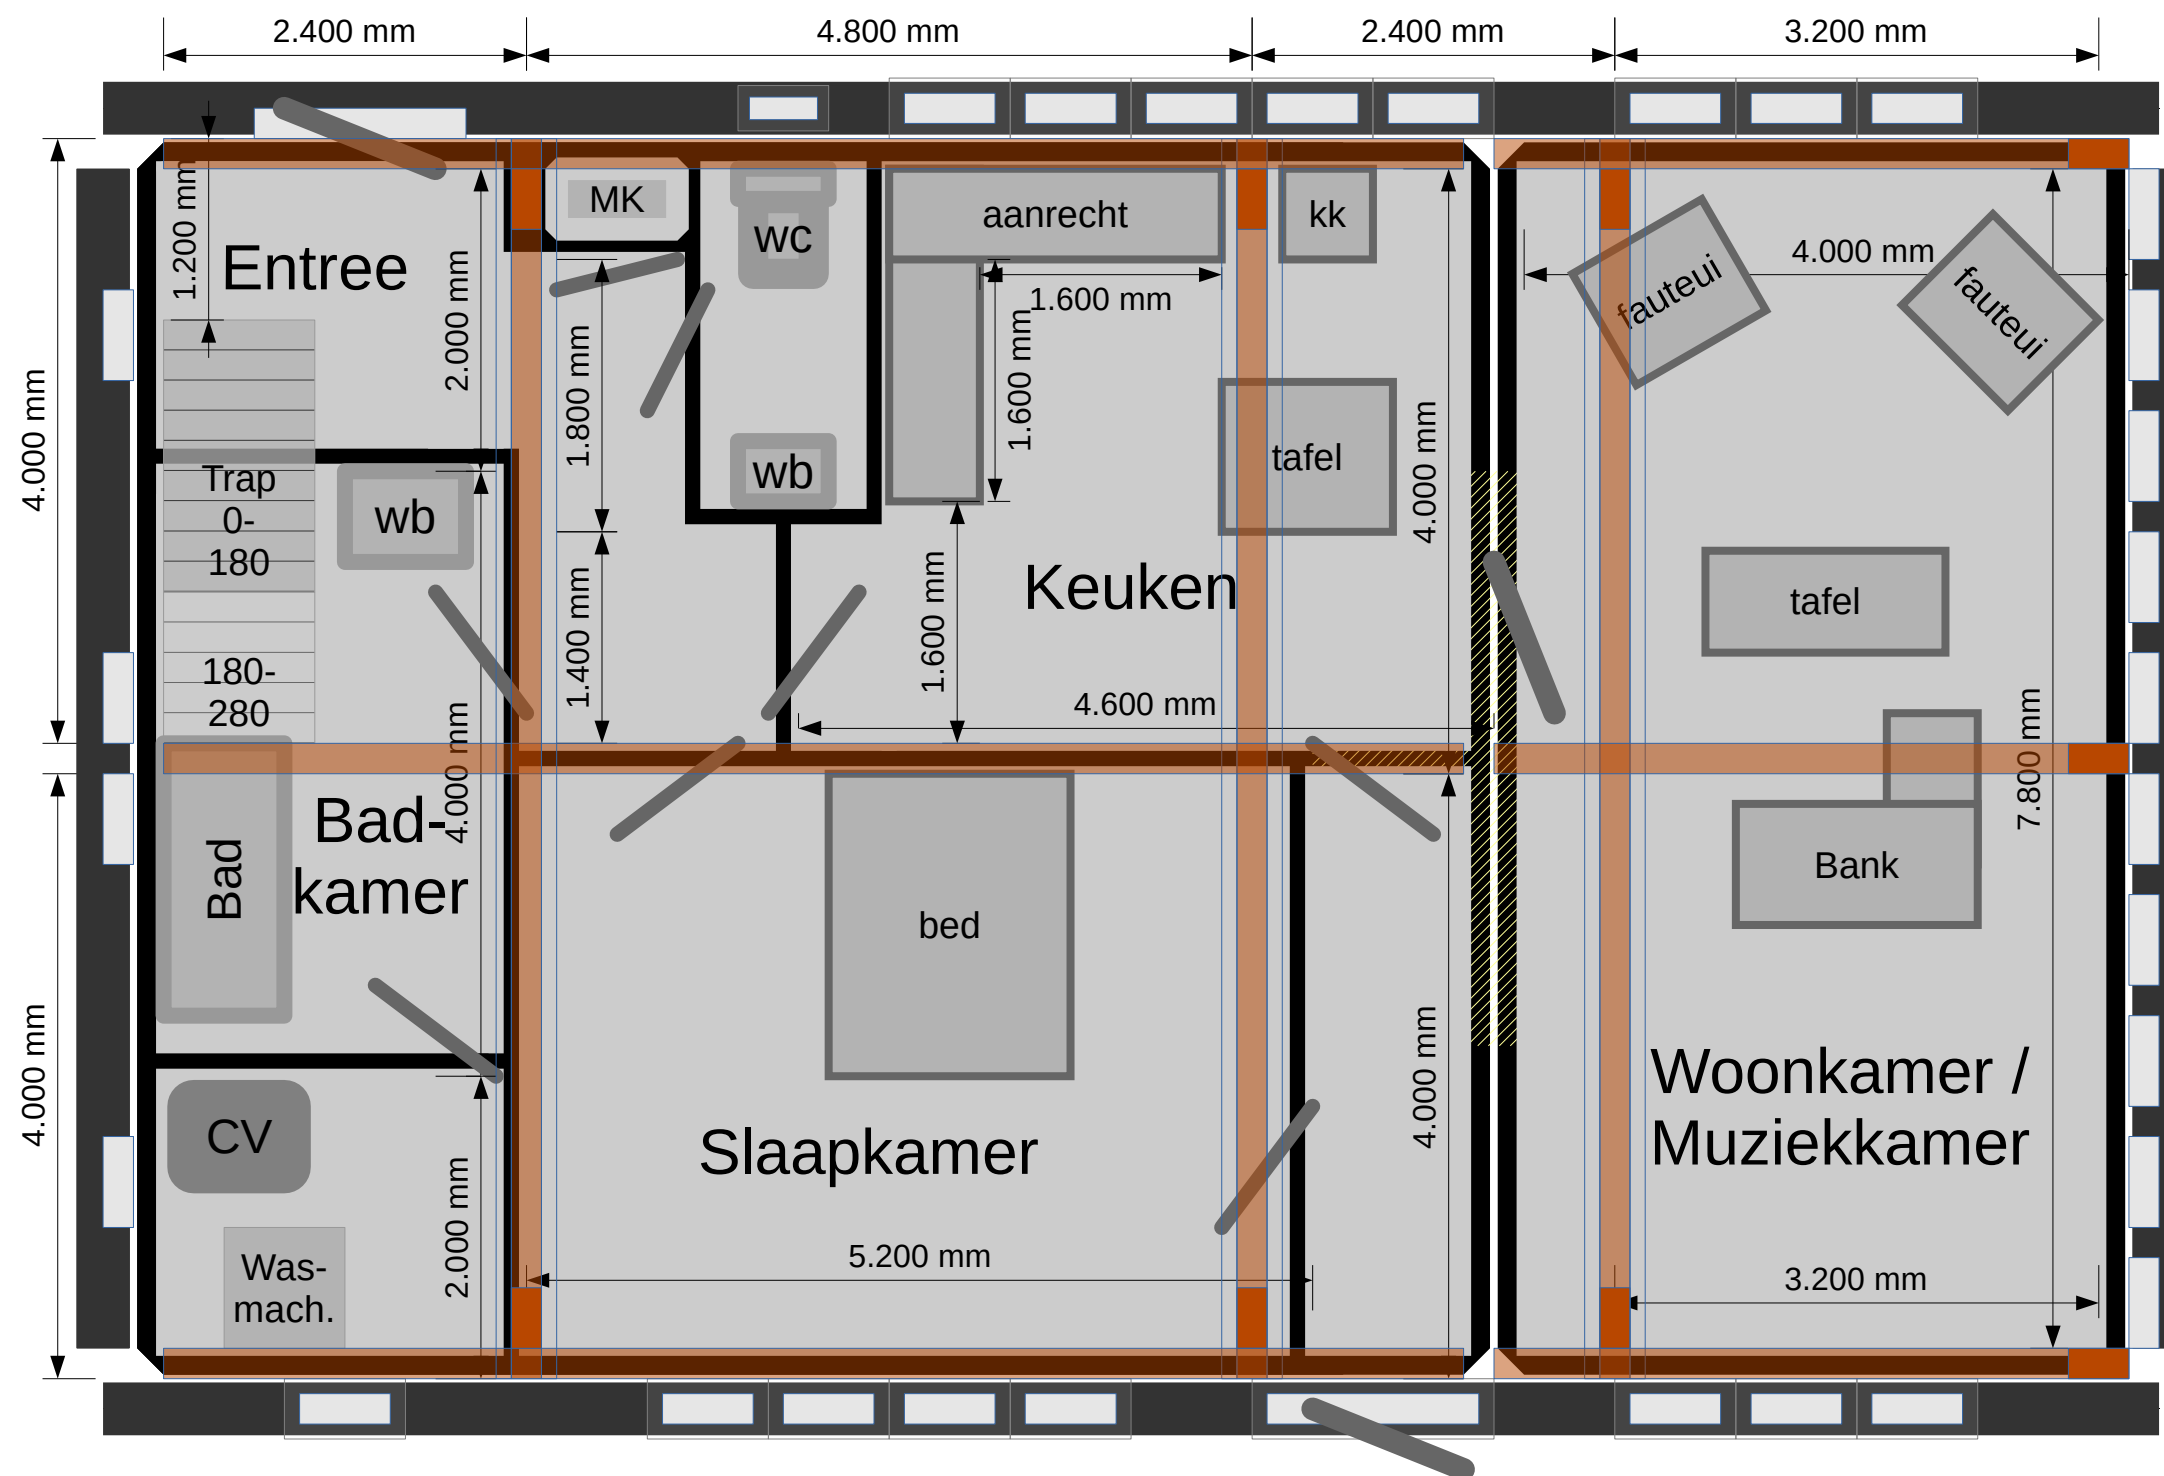 2.400 mm
4.800 mm
2.400 mm
3.200 mm
1.200 mm
Entree
2.000 mm
MK
wc
aanrecht
kk
4.000 mm
fauteui
fauteui
1.600 mm
1.600 mm
1.800 mm
4.000 mm
Trap
0-
180
180-
280
wb
wb
tafel
4.000 mm
Keuken
tafel
1.400 mm
1.600 mm
4.600 mm
7.800 mm
4.000 mm
Bad
Bad-
kamer
bed
Bank
4.000 mm
CV
Slaapkamer
4.000 mm
Woonkamer /
Muziekkamer
2.000 mm
Was-
mach.
5.200 mm
3.200 mm